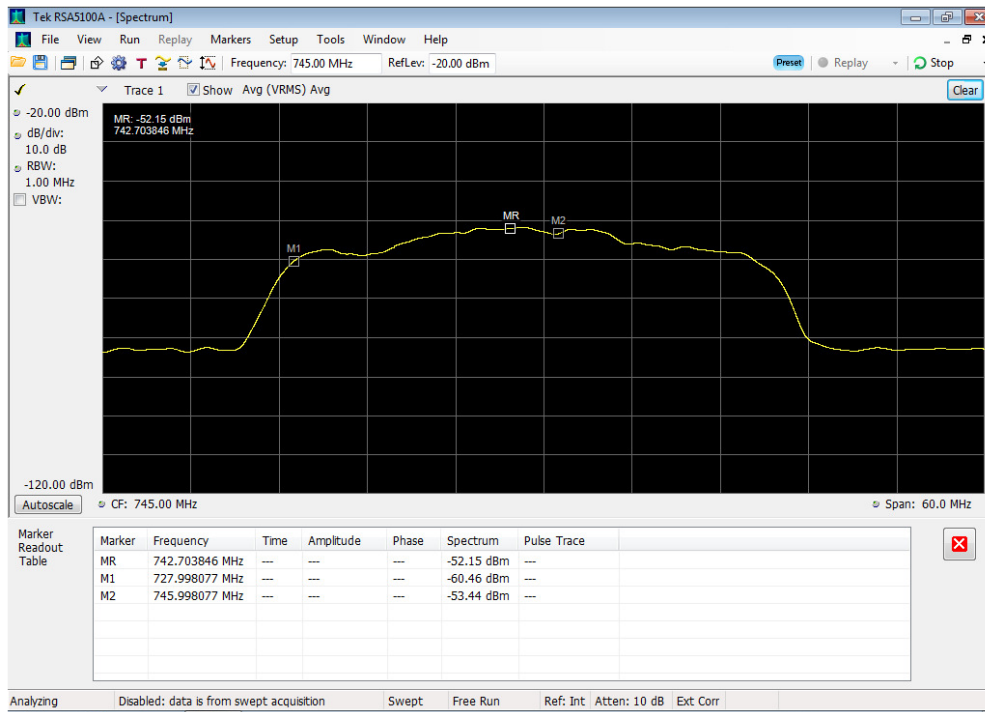 Tek RSA5100A - [Spectrum]
File View Run Replay Markers Setup Tools Window Help
T Frequency: 745.00 MHz RefLev: -20.00 dBm Preset Replay Stop
Trace 1 Show Avg (VRMS) Avg Clear
-20.00 dBm
dB/div:
10.0 dB
RBW:
1.00 MHz
VBW:
MR: -52.15 dBm
742.703846 MHz
MR
M2
M1
-120.00 dBm
Autoscale CF: 745.00 MHz Span: 60.0 MHz
Marker
Readout
Table
Marker Frequency Time Amplitude Phase Spectrum Pulse Trace
MR 742.703846 MHz --- --- --- -52.15 dBm ---
M1 727.998077 MHz --- --- --- -60.46 dBm ---
M2 745.998077 MHz --- --- --- -53.44 dBm ---
Analyzing Disabled: data is from swept acquisition Swept Free Run Ref: Int Atten: 10 dB Ext Corr